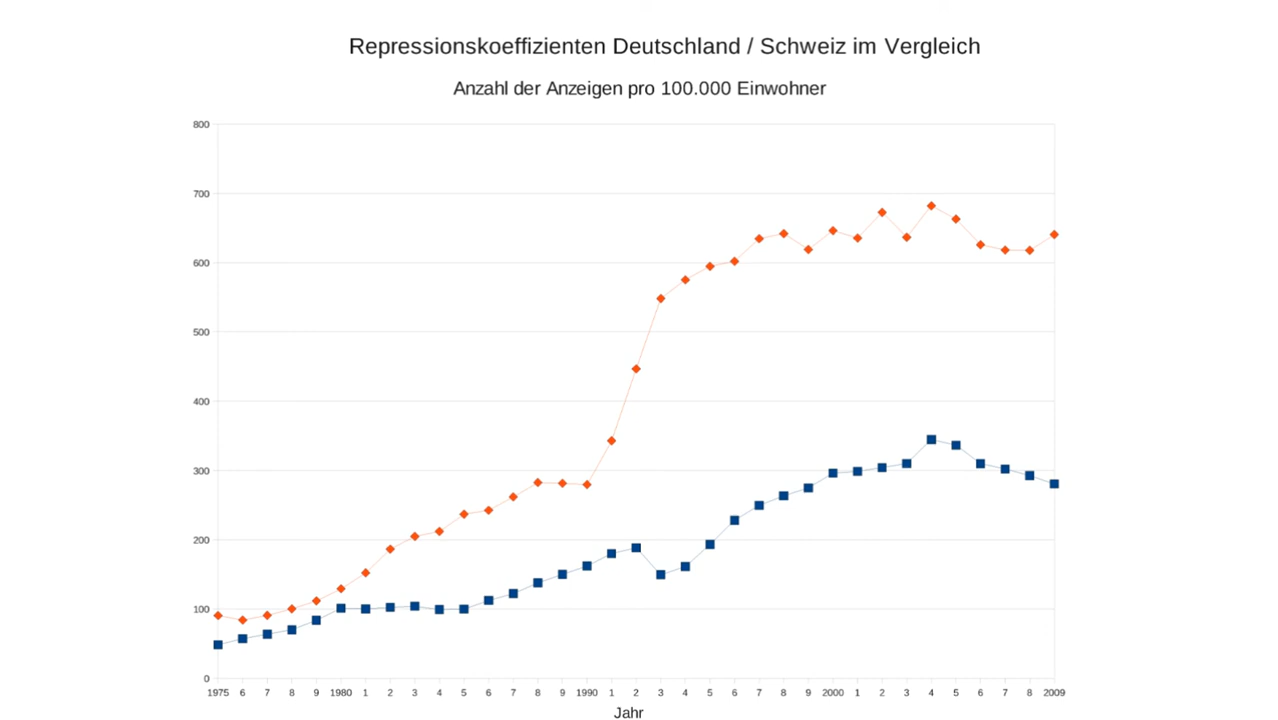 Repressionskoeffizienten Deutschland / Schweiz im Vergleich
Anzahl der Anzeigen pro 100.000 Einwohner
800
700
600
500
400
300
200
100
0
1975 6 7 8 9 1980 1 2 3 4 5 6 7 8 9 1990 1 2 3 4 5 6 7 8 9 2000 1 2 3 4 5 6 7 8 2009
Jahr